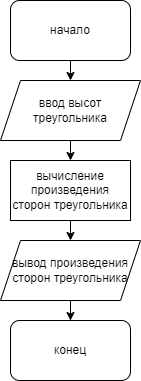 начало
ввод высот
треугольника
вычисление
произведения
сторон треугольника
вывод произведения
сторон треугольника
конец